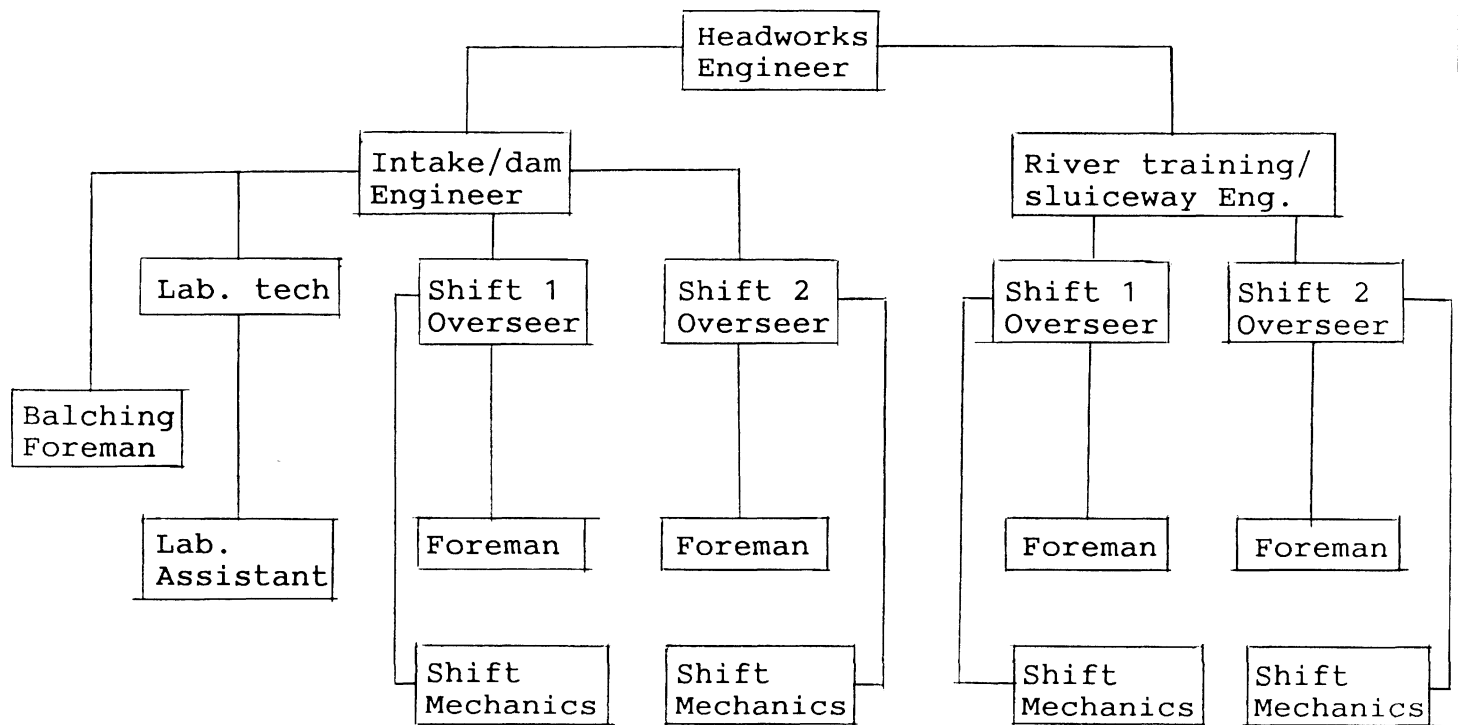 Headworks
Engineer
Intake/dam
Engineer
River training/
sluiceway Eng.
Lab. tech
Shift 1
Overseer
Shift 2
Overseer
Shift 1
Overseer
Shift 2
Overseer
Balching
Foreman
Lab.
Assistant
Foreman
Foreman
Foreman
Foreman
Shift
Mechanics
Shift
Mechanics
Shift
Mechanics
Shift
Mechanics